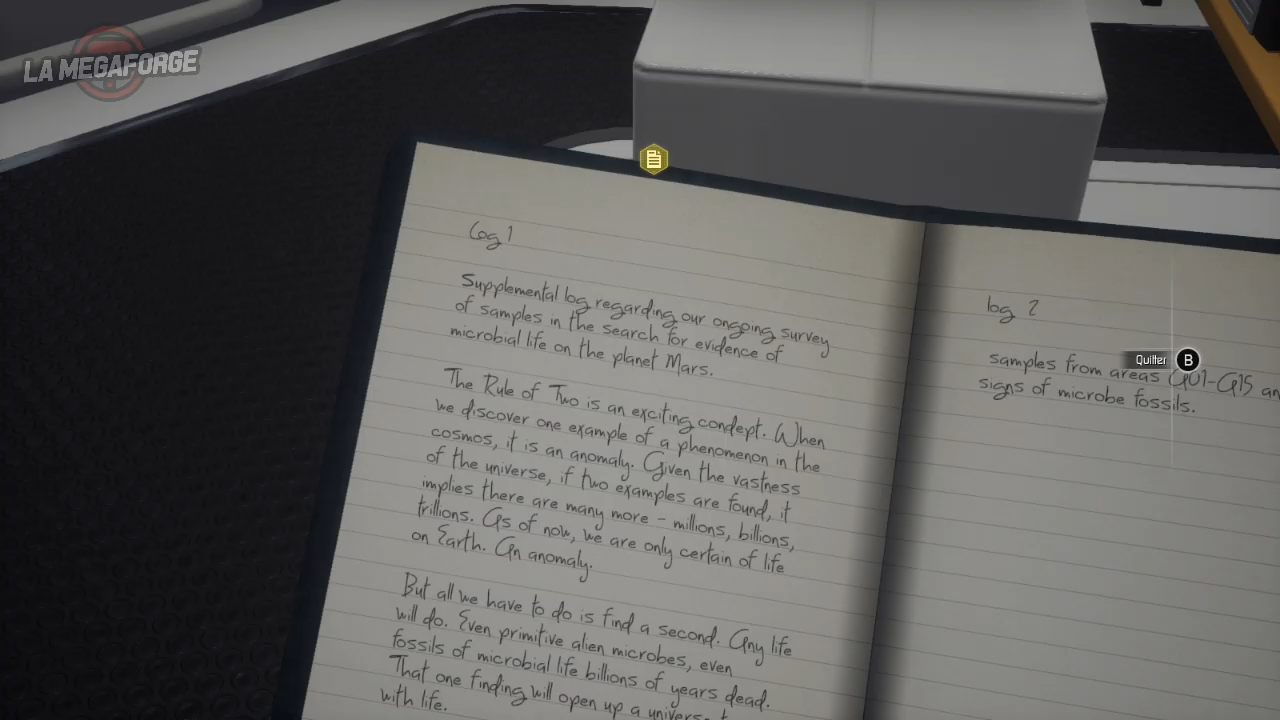 LA MEGAFORGE
Log 1
Supplemental log regarding our ongoing survey
of samples in the search for evidence of
microbial life on the planet Mars.
The Rule of Two is an exciting condept. When
we discover one example of a phenomenon in the
cosmos, it is an anomaly. Given the vastness
of the universe, if two examples are found, it
implies there are many more - millions, billions,
trillions. As of now, we are only certain of life
on Earth. An anomaly.
But all we have to do is find a second. Any life
will do. Even primitive alien microbes, even
fossils of microbial life billions of years dead.
That one finding will open up a universe
with life.
log 2
samples from areas G01-G15
signs of microbe fossils.
Quitter B